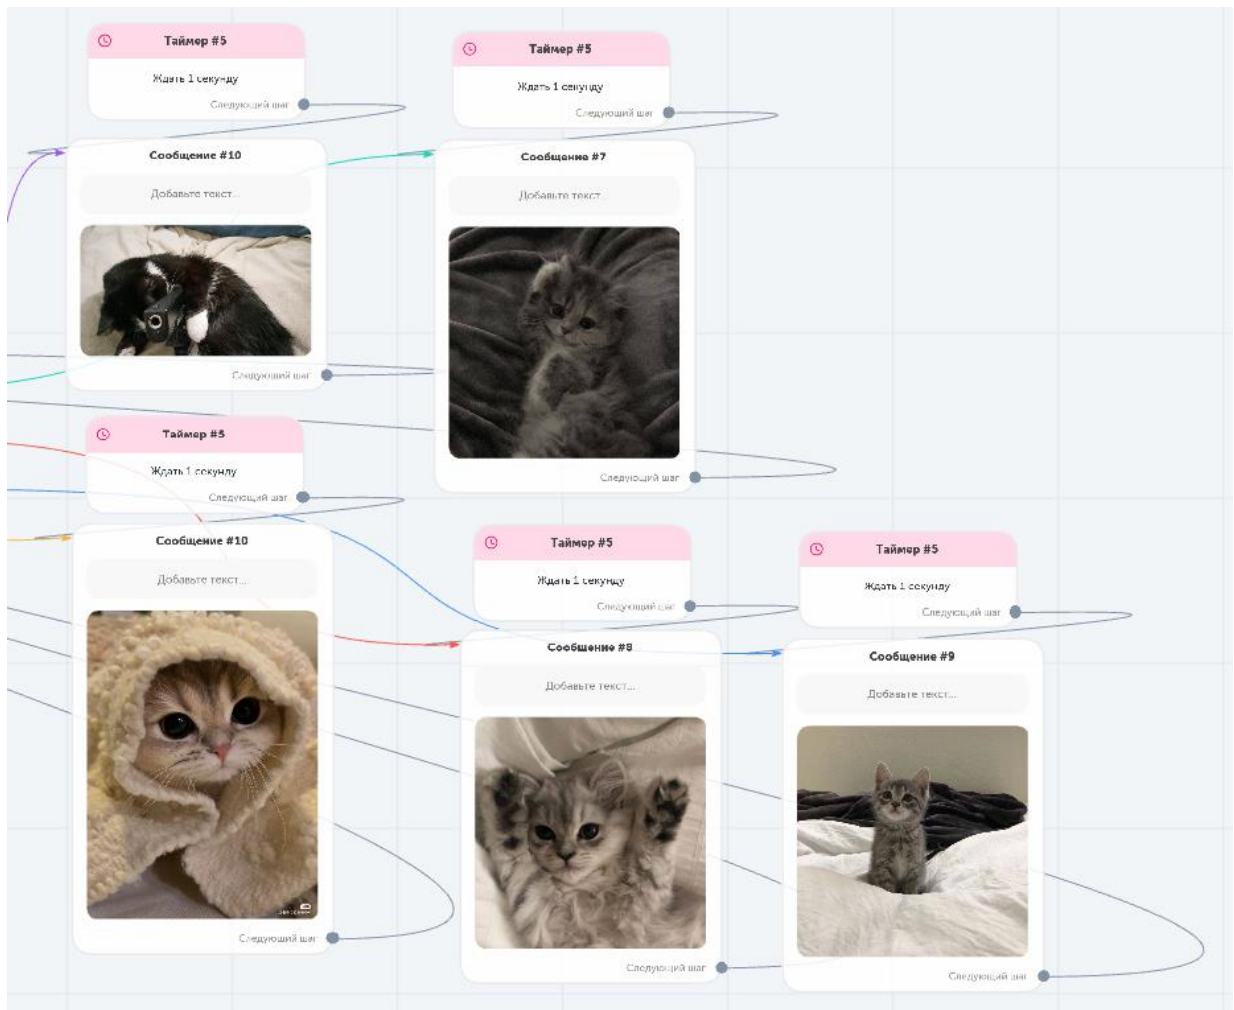 Таймер #5
Ждать 1 секунду
Следующий шаг
Сообщение #10
Добавьте текст...
Следующий шаг
Таймер #5
Ждать 1 секунду
Следующий шаг
Сообщение #7
Добавьте текст...
Следующий шаг
Таймер #5
Ждать 1 секунду
Следующий шаг
Сообщение #10
Добавьте текст...
Следующий шаг
Таймер #5
Ждать 1 секунду
Следующий шаг
Сообщение #8
Добавьте текст...
Следующий шаг
Таймер #5
Ждать 1 секунду
Следующий шаг
Сообщение #9
Добавьте текст...
Следующий шаг